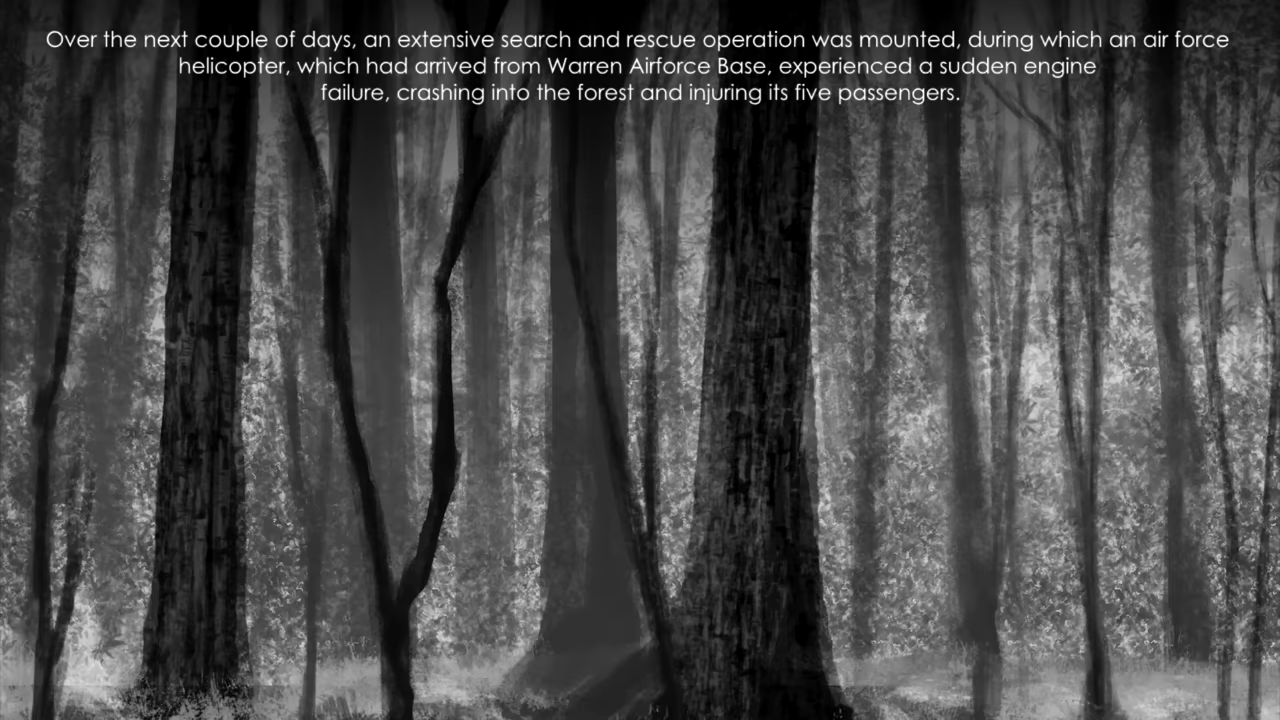 Over the next couple of days, an extensive search and rescue operation was mounted, during which an air force
helicopter, which had arrived from Warren Airforce Base, experienced a sudden engine
failure, crashing into the forest and injuring its five passengers.